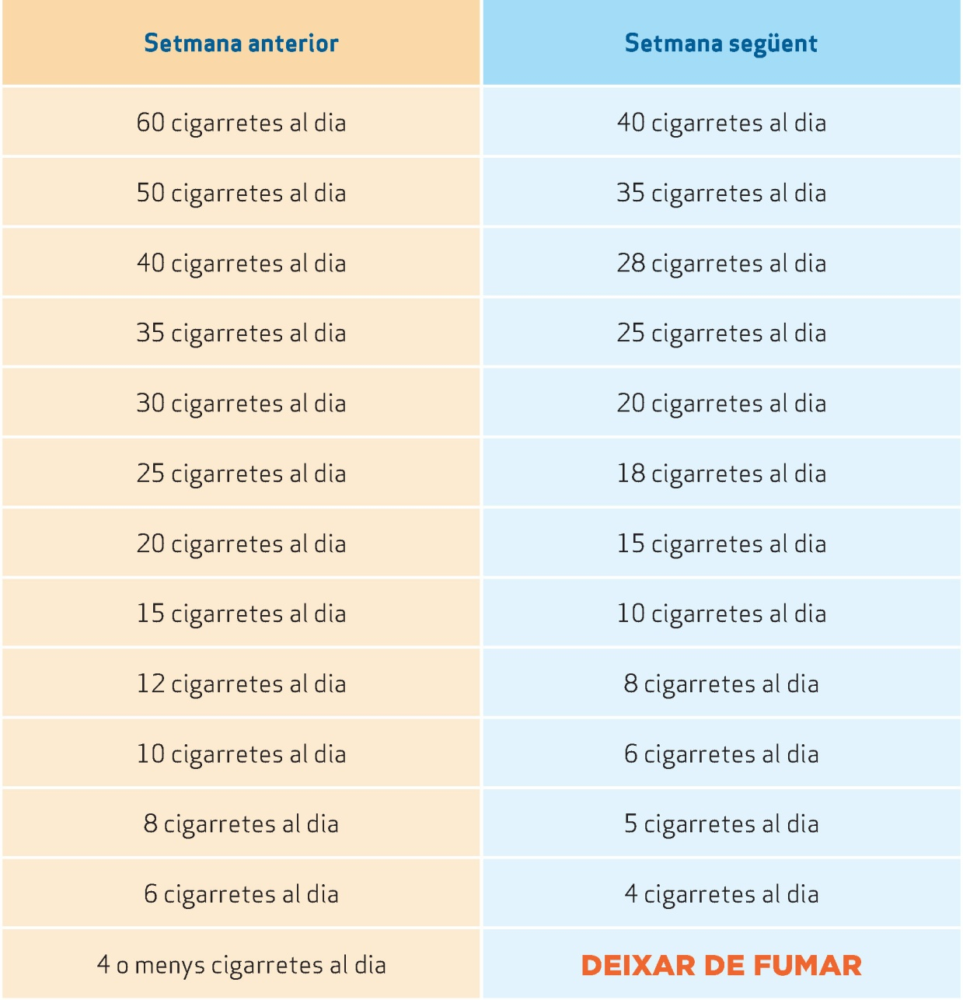 Setmana anterior Setmana següent
60 cigarretes al dia 40 cigarretes al dia
50 cigarretes al dia 35 cigarretes al dia
40 cigarretes al dia 28 cigarretes al dia
35 cigarretes al dia 25 cigarretes al dia
30 cigarretes al dia 20 cigarretes al dia
25 cigarretes al dia 18 cigarretes al dia
20 cigarretes al dia 15 cigarretes al dia
15 cigarretes al dia 10 cigarretes al dia
12 cigarretes al dia 8 cigarretes al dia
10 cigarretes al dia 6 cigarretes al dia
8 cigarretes al dia 5 cigarretes al dia
6 cigarretes al dia 4 cigarretes al dia
4 o menys cigarretes al dia DEIXAR DE FUMAR